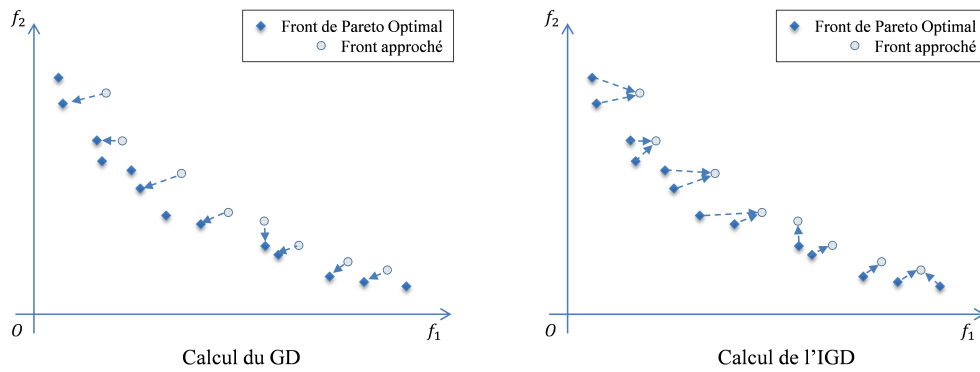 f₂
Front de Pareto Optimal
Front approché
O
f₁
Calcul du GD
f₂
Front de Pareto Optimal
Front approché
O
f₁
Calcul de l’IGD